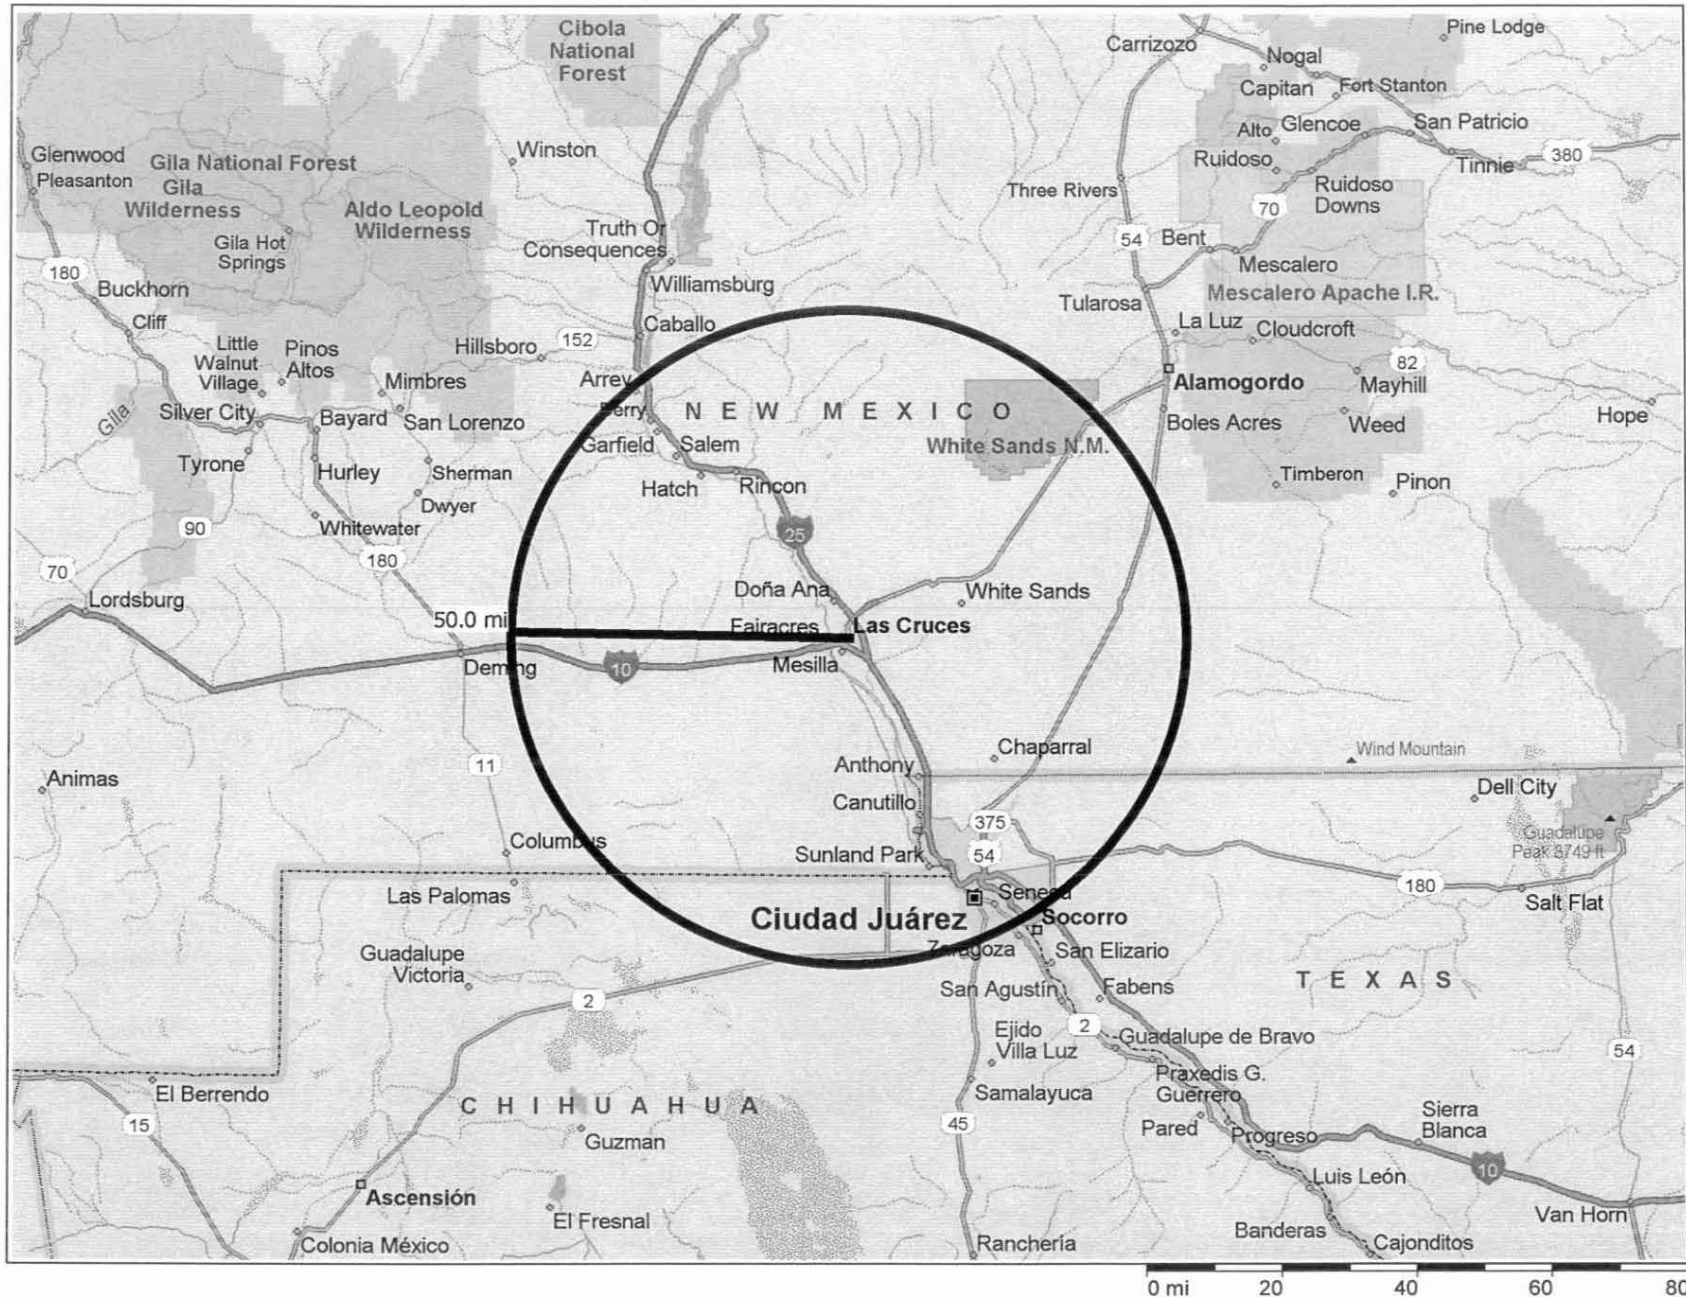 Cibola
National
Forest
Carrizozo
Pine Lodge
Nogal
Capitan
Fort Stanton
Alto
Glencoe
San Patricio
380
Tinnie
Ruidoso
Ruidoso
Downs
70
Three Rivers
54
Bent
Mescalero
Mescalero Apache I.R.
Tularosa
La Luz
Cloudcroft
82
Mayhill
Alamogordo
Boles Acres
Weed
Hope
Timberon
Pinon
Glenwood
Pleasanton
Gila National Forest
Gila
Wilderness
Aldo Leopold
Wilderness
Gila Hot
Springs
180
Buckhorn
Cliff
Winston
Truth Or
Consequences
Williamsburg
Caballo
152
Hillsboro
Little
Walnut
Village
Pinos
Altos
Mimbres
Arrey
Derry
Gila
Silver City
Bayard
San Lorenzo
Garfield
Salem
Tyrone
Hurley
Sherman
Dwyer
Hatch
Rincon
NEW MEXICO
White Sands N.M.
90
Whitewater
180
25
70
Lordsburg
Doña Ana
White Sands
50.0 mi
Fairacres
Las Cruces
Deming
10
Mesilla
Chaparral
Wind Mountain
Anthony
11
Animas
Canutillo
Dell City
375
54
Guadalupe
Peak 8749 ft
Columbus
Sunland Park
180
Las Palomas
Seneca
Salt Flat
Ciudad Juárez
Socorro
Zaragoza
San Elizario
Guadalupe
Victoria
TEXAS
San Agustín
Fabens
2
2
Ejido
Villa Luz
Guadalupe de Bravo
54
El Berrendo
CHIHUAHUA
Samalayuca
Praxedis G.
Guerrero
15
Guzman
45
Pared
Progreso
Sierra
Blanca
10
Luis León
Ascensión
El Fresnal
Van Horn
Banderas
Colonia México
Ranchería
Cajonditos
0 mi 20 40 60 80